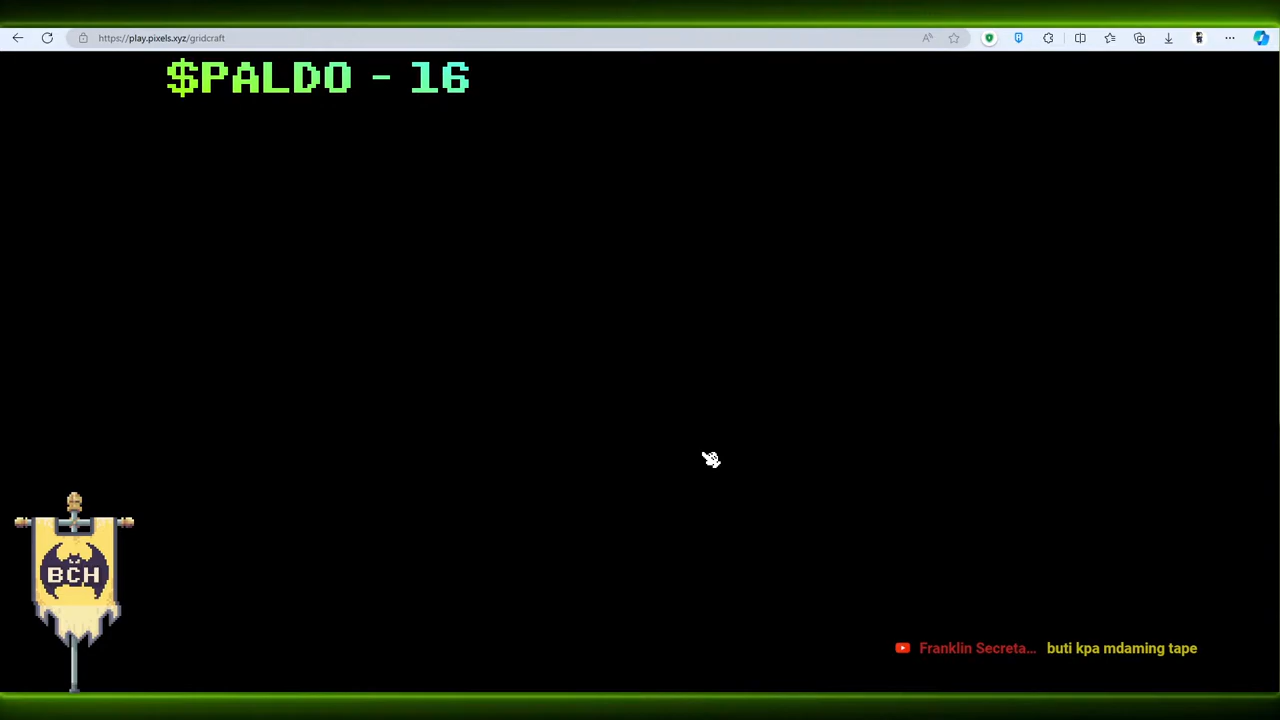 https://play.pixels.xyz/gridcraft
$PALDO - 16
BCH
Franklin Secreta... buti kpa mdaming tape